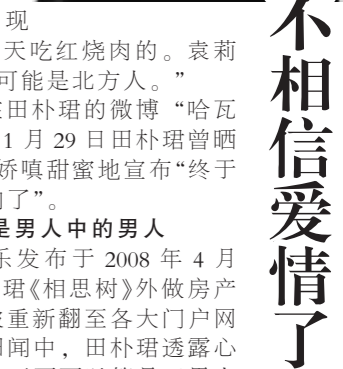 现
天吃红烧肉的。袁莉
可能是北方人。”
田朴珺的微博“哈瓦
1月29日田朴珺曾晒
娇嗔甜蜜地宣布“终于
了”。
是男人中的男人
乐发布于2008年4月
珺《相思树》外做房产
重新翻至各大门户网
闻中，田朴珺透露心
不相信爱情了